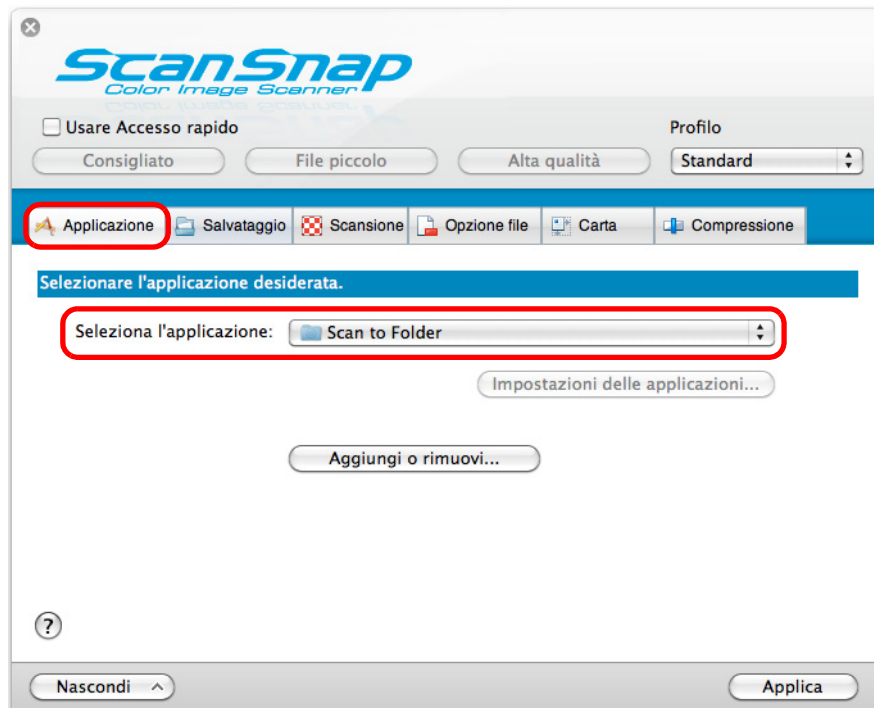 ScanSnap
Color Image Scanner
Usare Accesso rapido
Profilo
Consigliato File piccolo Alta qualità Standard
Applicazione Salvataggio Scansione Opzione file Carta Compressione
Selezionare l'applicazione desiderata.
Seleziona l'applicazione: Scan to Folder
Impostazioni delle applicazioni...
Aggiungi o rimuovi...
?
Nascondi Applica